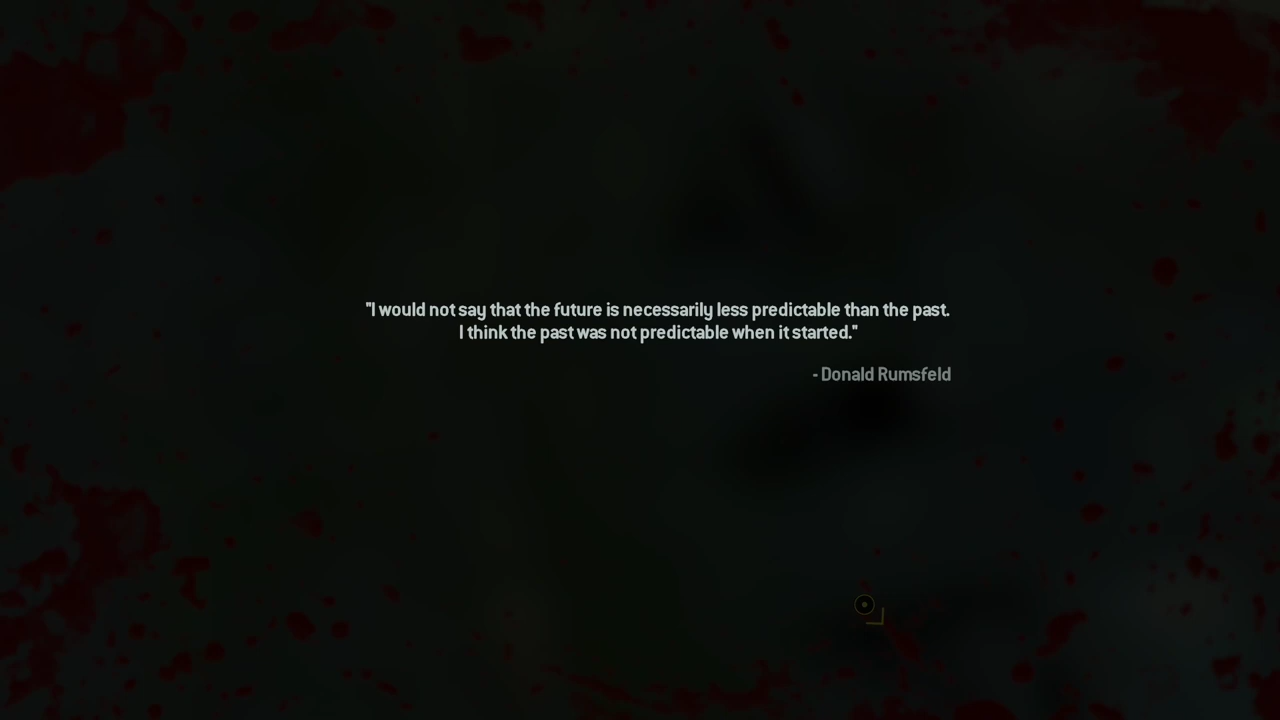 "I would not say that the future is necessarily less predictable than the past.
I think the past was not predictable when it started."
- Donald Rumsfeld